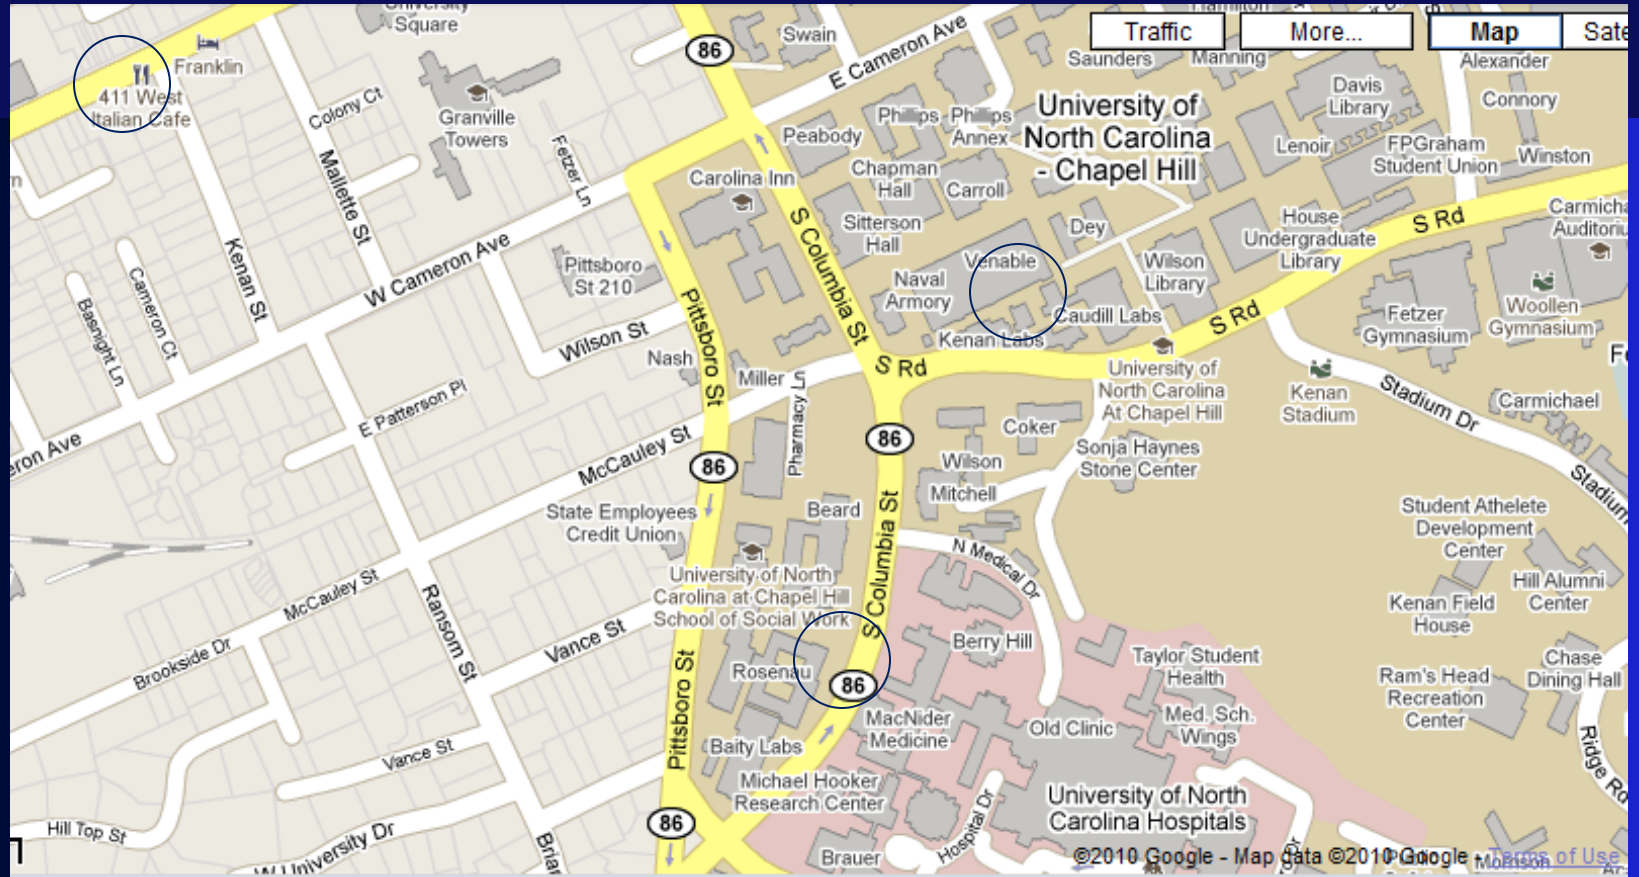 University
Square
Swain
86
E Cameron Ave
Hamilton
Traffic
More...
Map
Franklin
411 West
Italian Cafe
Colony Ct
Granville
Towers
Fetzer Ln
Mallette St
Kenan St
Saunders
Manning
Alexander
Davis
Library
Connory
Peabody
Phillips
Phillips
Annex
University of
North Carolina
- Chapel Hill
Lenoir
FPGraham
Student Union
Winston
Chapman
Hall
Carroll
Carolina Inn
S Columbia St
Sitterson
Hall
Dey
House
Undergraduate
Library
S Rd
W Cameron Ave
Pittsboro
St 210
Pittsboro St
Venable
Naval
Armory
Wilson
Library
Caudill Labs
Kenan Labs
S Rd
Fetzer
Gymnasium
Woollen
Gymnasium
Cameron Ct
Basnight Ln
Wilson St
Nash
Miller
Pharmacy Ln
S Rd
University of
North Carolina
At Chapel Hill
Kenan
Stadium
Stadium Dr
Carmichael
E Patterson Pl
McCauley St
86
86
Coker
Wilson
Mitchell
Sonja Haynes
Stone Center
Stadium
State Employees
Credit Union
Beard
S Columbia St
N Medical Dr
Student Athelete
Development
Center
Hill Alumni
Center
Kenan Field
House
University of North
Carolina at Chapel Hill
School of Social Work
McCauley St
Ransom St
Brookside Dr
Vance St
Pittsboro St
Rosenau
86
Berry Hill
Taylor Student
Health
Chase
Dining Hall
Ram's Head
Recreation
Center
MacNider
Medicine
Old Clinic
Med. Sch.
Wings
Baity Labs
Vance St
Michael Hooker
Research Center
University of North
Carolina Hospitals
Ridge Rd
86
Hill Top St
W University Dr
Brauer
Hospital Dr
©2010 Google - Map data ©2010 Google - Terms of Use